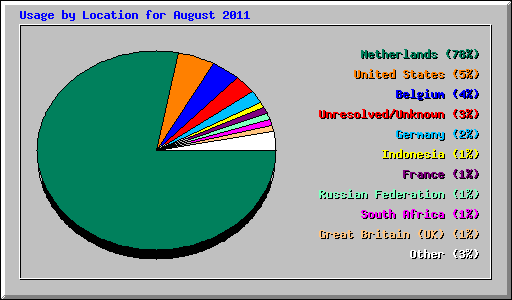 Usage by Location for August 2011
Netherlands (78%)
United States (5%)
Belgium (4%)
Unresolved/Unknown (3%)
Germany (2%)
Indonesia (1%)
France (1%)
Russian Federation (1%)
South Africa (1%)
Great Britain (UK) (1%)
Other (3%)